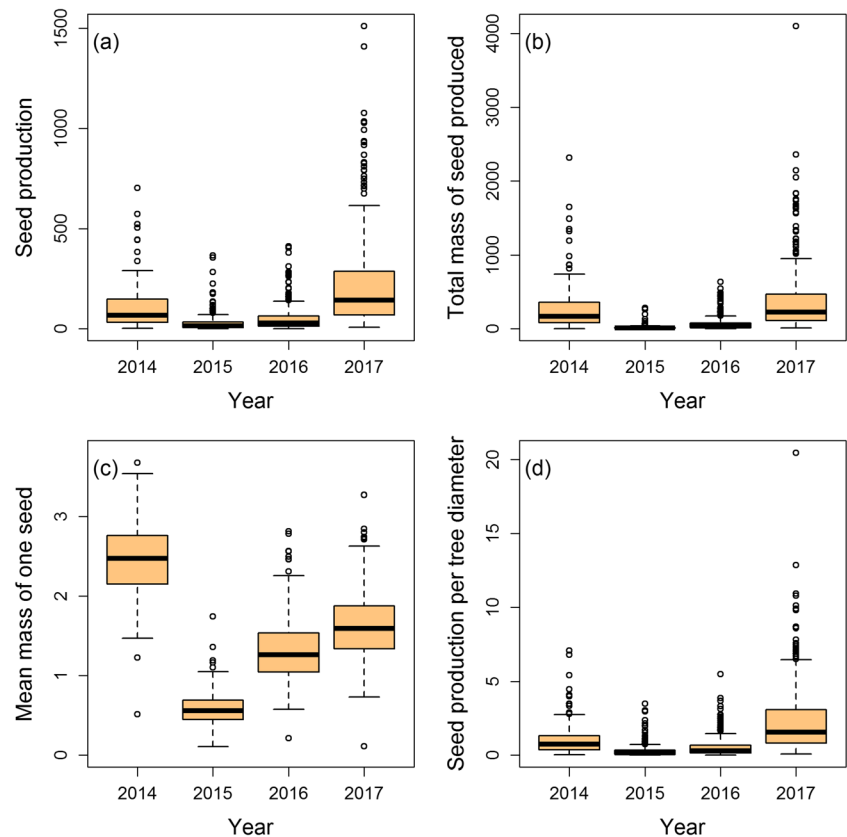 (a)
Seed production
0
500
1000
1500
2014 2015 2016 2017
Year
(b)
Total mass of seed produced
0
1000
2000
3000
4000
2014 2015 2016 2017
Year
(c)
Mean mass of one seed
0
1
2
3
2014 2015 2016 2017
Year
(d)
Seed production per tree diameter
0
5
10
15
20
2014 2015 2016 2017
Year